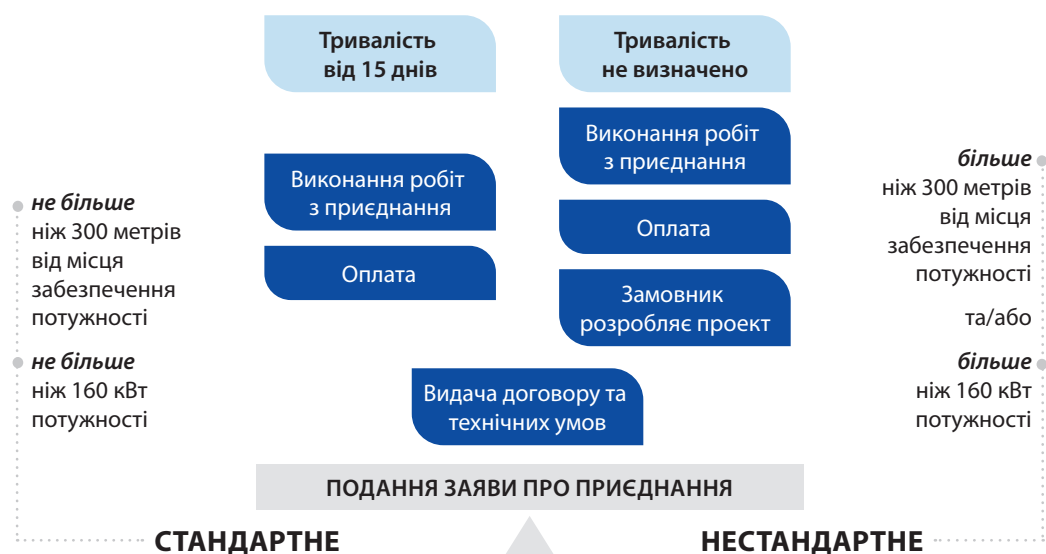 Тривалість
від 15 днів
Тривалість
не визначено
Виконання робіт
з приєднання
Виконання робіт
з приєднання
Оплата
Оплата
Замовник
розробляє проект
Видача договору та
технічних умов
не більше
ніж 300 метрів
від місця
забезпечення
потужності
не більше
ніж 160 кВт
потужності
більше
ніж 300 метрів
від місця
забезпечення
потужності
та/або
більше
ніж 160 кВт
потужності
ПОДАННЯ ЗАЯВИ ПРО ПРИЄДНАННЯ
СТАНДАРТНЕ
НЕСТАНДАРТНЕ